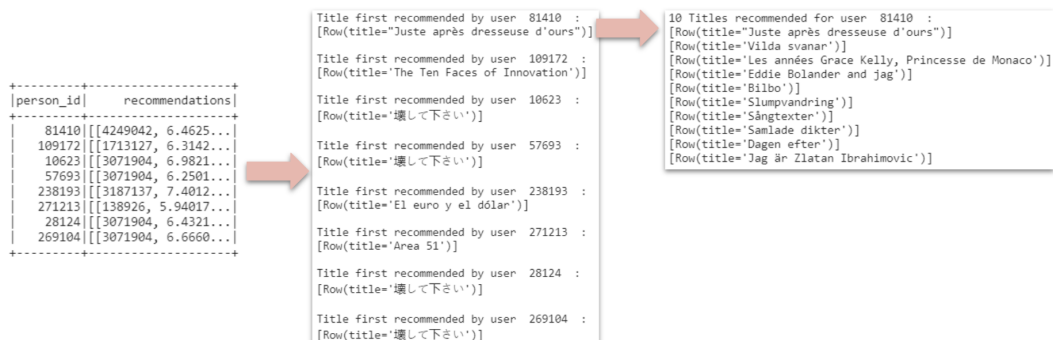 +---------+--------------------+
|person_id|     recommendations|
+---------+--------------------+
|    81410|[[4249042, 6.4625...|
|   109172|[[1713127, 6.3142...|
|    10623|[[3071904, 6.9821...|
|    57693|[[3071904, 6.2501...|
|   238193|[[3187137, 7.4012...|
|   271213|[[138926, 5.94017...|
|    28124|[[3071904, 6.4321...|
|   269104|[[3071904, 6.6660...|
+---------+--------------------+
Title first recommended by user  81410  :
[Row(title="Juste après dresseuse d'ours")]
Title first recommended by user  109172  :
[Row(title='The Ten Faces of Innovation')]
Title first recommended by user  10623  :
[Row(title='壊して下さい')]
Title first recommended by user  57693  :
[Row(title='壊して下さい')]
Title first recommended by user  238193  :
[Row(title='El euro y el dólar')]
Title first recommended by user  271213  :
[Row(title='Area 51')]
Title first recommended by user  28124  :
[Row(title='壊して下さい')]
Title first recommended by user  269104  :
[Row(title='壊して下さい')]
10 Titles recommended for user  81410  :
[Row(title="Juste après dresseuse d'ours")]
[Row(title='Vilda svanar')]
[Row(title='Les années Grace Kelly, Princesse de Monaco')]
[Row(title='Eddie Bolander and jag')]
[Row(title='Bilbo')]
[Row(title='Slumpvandring')]
[Row(title='Sångtexter')]
[Row(title='Samlade dikter')]
[Row(title='Dagen efter')]
[Row(title='Jag är Zlatan Ibrahimovic')]